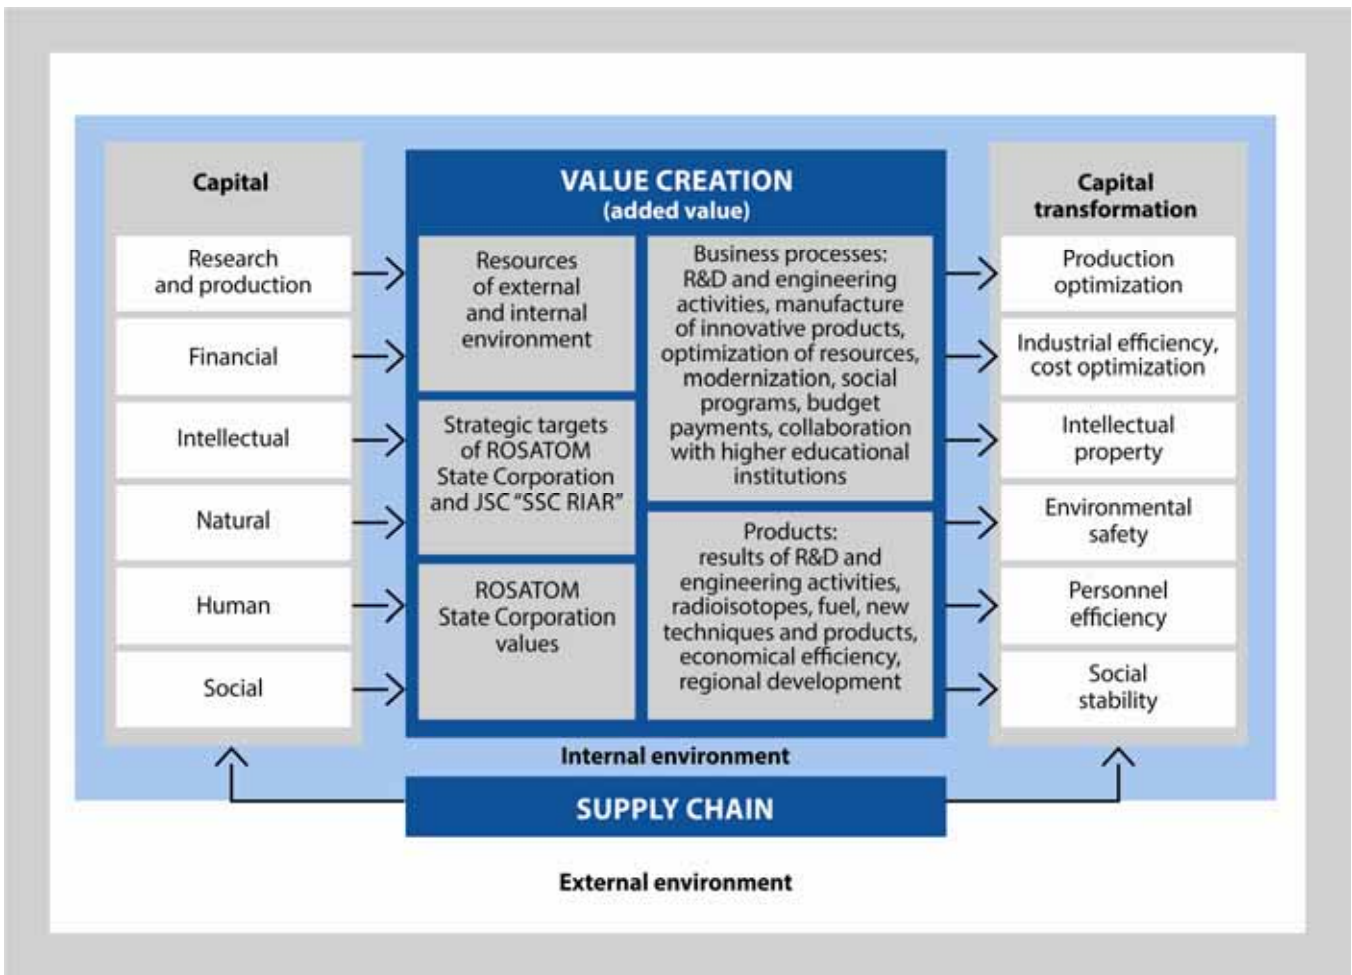 Capital
Research
and production
Financial
Intellectual
Natural
Human
Social
VALUE CREATION
(added value)
Resources
of external
and internal
environment
Strategic targets
of ROSATOM
State Corporation
and JSC “SSC RIAR”
ROSATOM
State Corporation
values
Business processes:
R&D and engineering
activities, manufacture
of innovative products,
optimization of resources,
modernization, social
programs, budget
payments, collaboration
with higher educational
institutions
Products:
results of R&D and
engineering activities,
radioisotopes, fuel, new
techniques and products,
economical efficiency,
regional development
Capital
transformation
Production
optimization
Industrial efficiency,
cost optimization
Intellectual
property
Environmental
safety
Personnel
efficiency
Social
stability
Internal environment
SUPPLY CHAIN
External environment